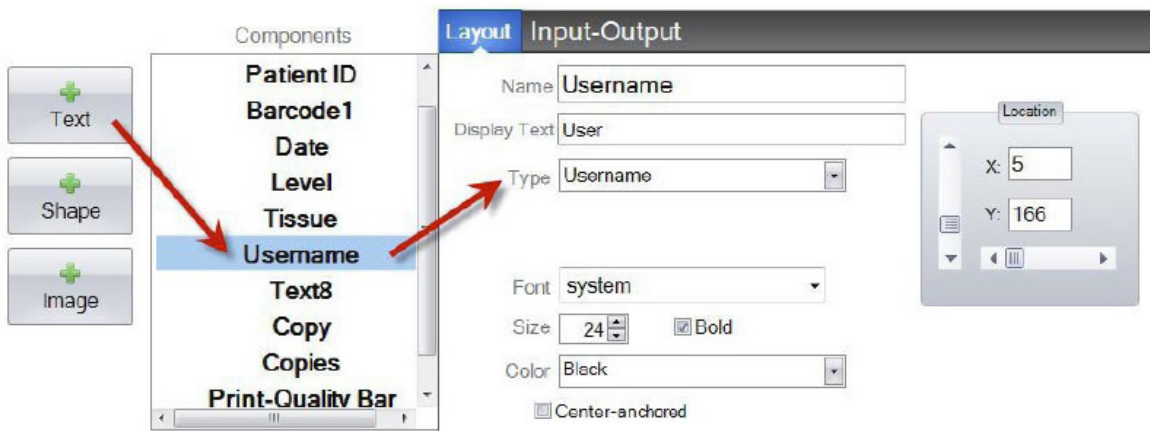 Components
Text
Shape
Image
Patient ID
Barcode1
Date
Level
Tissue
Username
Text8
Copy
Copies
Print-Quality Bar
Layout Input-Output
Name Username
Display Text User
Type Username
Font system
Size 24 Bold
Color Black
Center-anchored
Location
X: 5
Y: 166